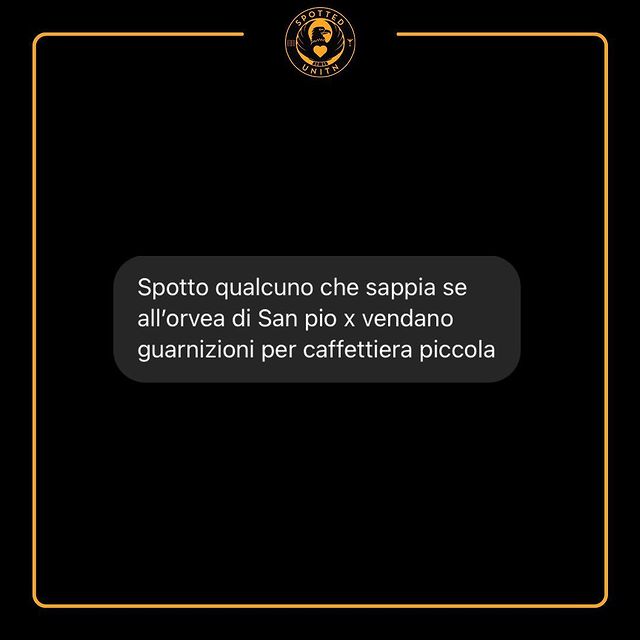 SPOTTED
UNITN
Spotto qualcuno che sappia se
all’orvea di San pio x vendano
guarnizioni per caffettiera piccola